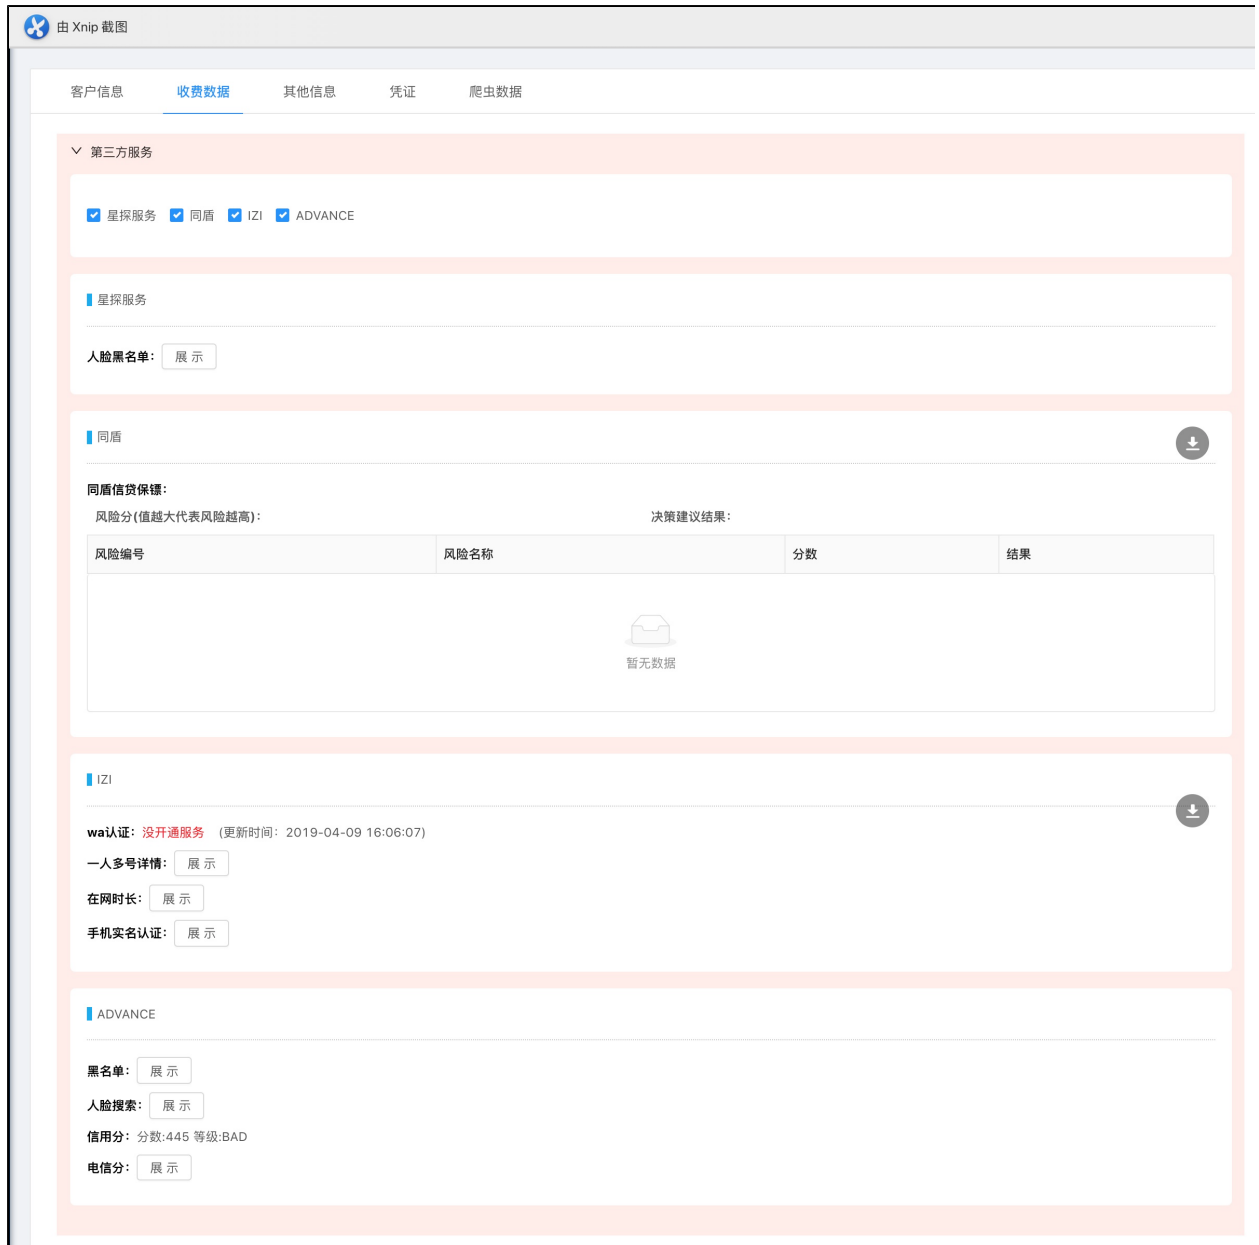 由 Xnip 截图
客户信息 收费数据 其他信息 凭证 爬虫数据
第三方服务
星探服务 同盾 IZI ADVANCE
星探服务
人脸黑名单： 展 示
同盾
同盾信贷保镖：
风险分(值越大代表风险越高)： 决策建议结果：
风险编号 风险名称 分数 结果
暂无数据
IZI
wa认证：没开通服务 (更新时间：2019-04-09 16:06:07)
一人多号详情： 展 示
在网时长： 展 示
手机实名认证： 展 示
ADVANCE
黑名单： 展 示
人脸搜索： 展 示
信用分：分数:445 等级:BAD
电信分： 展 示